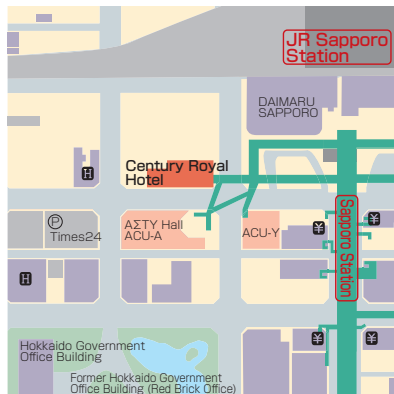 JR Sapporo
Station
DAIMARU
SAPPORO
Century Royal
Hotel
H
P
Times24
ΑΣΤΥ Hall
ACU-A
ACU-Y
¥
¥
Sapporo Station
H
¥
¥
Hokkaido Government
Office Building
Former Hokkaido Government
Office Building (Red Brick Office)